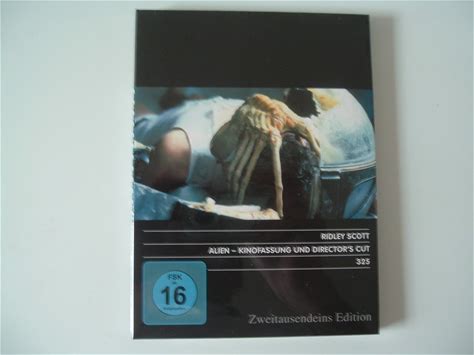 RIDLEY SCOTT
ALIEN – KINOFASSUNG UND DIRECTOR'S CUT
325
FSK
16
Zweitausendeins Edition